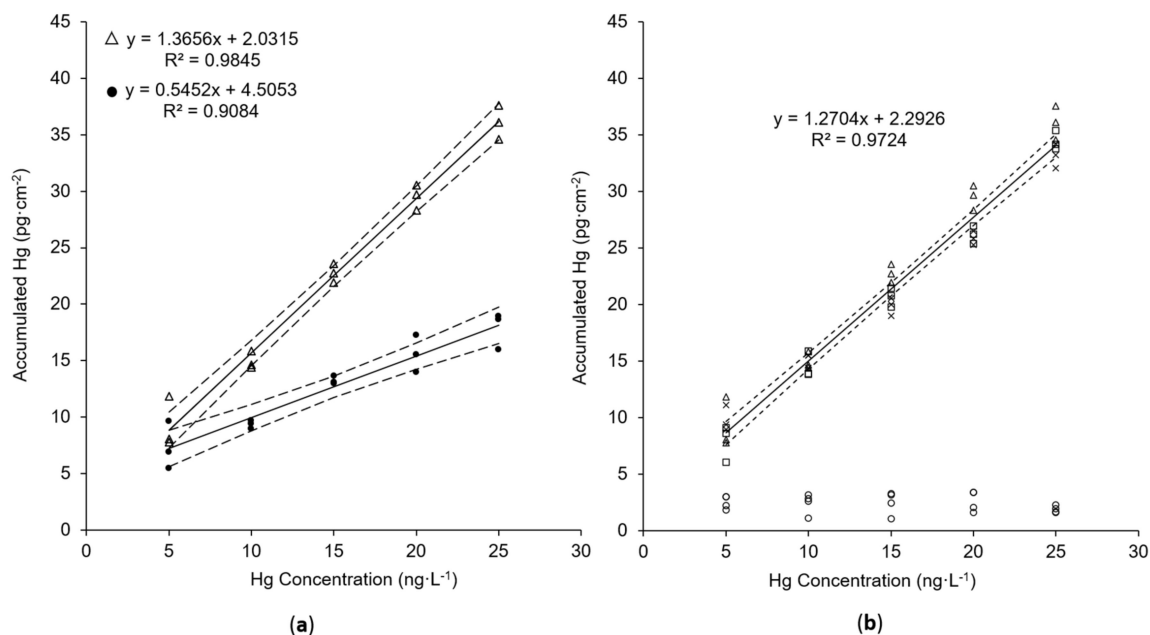 45
40
35
30
25
20
15
10
5
0
Accumulated Hg (pg·cm⁻²)
y = 1.3656x + 2.0315
R² = 0.9845
y = 0.5452x + 4.5053
R² = 0.9084
0 5 10 15 20 25 30
Hg Concentration (ng·L⁻¹)
(a)
45
40
35
30
25
20
15
10
5
0
Accumulated Hg (pg·cm⁻²)
y = 1.2704x + 2.2926
R² = 0.9724
0 5 10 15 20 25 30
Hg Concentration (ng·L⁻¹)
(b)